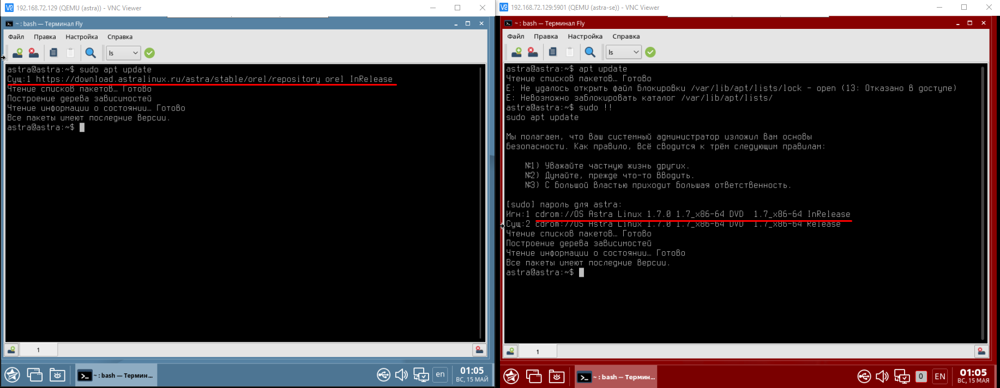 192.168.72.129 (QEMU (astra)) - VNC Viewer
~ : bash — Терминал Fly
Файл Правка Настройка Справка
ls
astra@astra:~$ sudo apt update
Сущ:1 https://download.astralinux.ru/astra/stable/orel/repository orel InRelease
Чтение списков пакетов… Готово
Построение дерева зависимостей
Чтение информации о состоянии… Готово
Все пакеты имеют последние версии.
astra@astra:~$
1
~ : bash — Термин...
en
01:05
ВС, 15 МАЙ
192.168.72.129:5901 (QEMU (astra-se)) - VNC Viewer
~ : bash — Терминал Fly
Файл Правка Настройка Справка
ls
astra@astra:~$ apt update
Чтение списков пакетов… Готово
E: Не удалось открыть файл блокировки /var/lib/apt/lists/lock - open (13: Отказано в доступе)
E: Невозможно заблокировать каталог /var/lib/apt/lists/
astra@astra:~$ sudo !!
sudo apt update
Мы полагаем, что ваш системный администратор изложил вам основы
безопасности. Как правило, всё сводится к трём следующим правилам:
№1) Уважайте частную жизнь других.
№2) Думайте, прежде что-то вводить.
№3) С большой властью приходит большая ответственность.
[sudo] пароль для astra:
Игн:1 cdrom://OS Astra Linux 1.7.0 1.7_x86-64 DVD  1.7_x86-64 InRelease
Сущ:2 cdrom://OS Astra Linux 1.7.0 1.7_x86-64 DVD  1.7_x86-64 Release
Чтение списков пакетов… Готово
Построение дерева зависимостей
Чтение информации о состоянии… Готово
Все пакеты имеют последние версии.
astra@astra:~$
1
~ : bash — Термин...
0
EN
01:05
ВС, 15 МАЯ